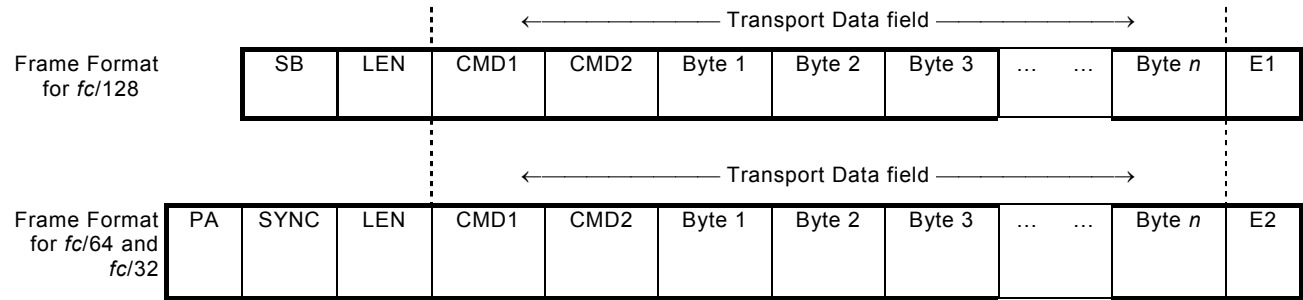 ← Transport Data field →
Frame Format
for fc/128
SB LEN CMD1 CMD2 Byte 1 Byte 2 Byte 3 … … Byte n E1
← Transport Data field →
Frame Format
for fc/64 and
fc/32
PA SYNC LEN CMD1 CMD2 Byte 1 Byte 2 Byte 3 … … Byte n E2